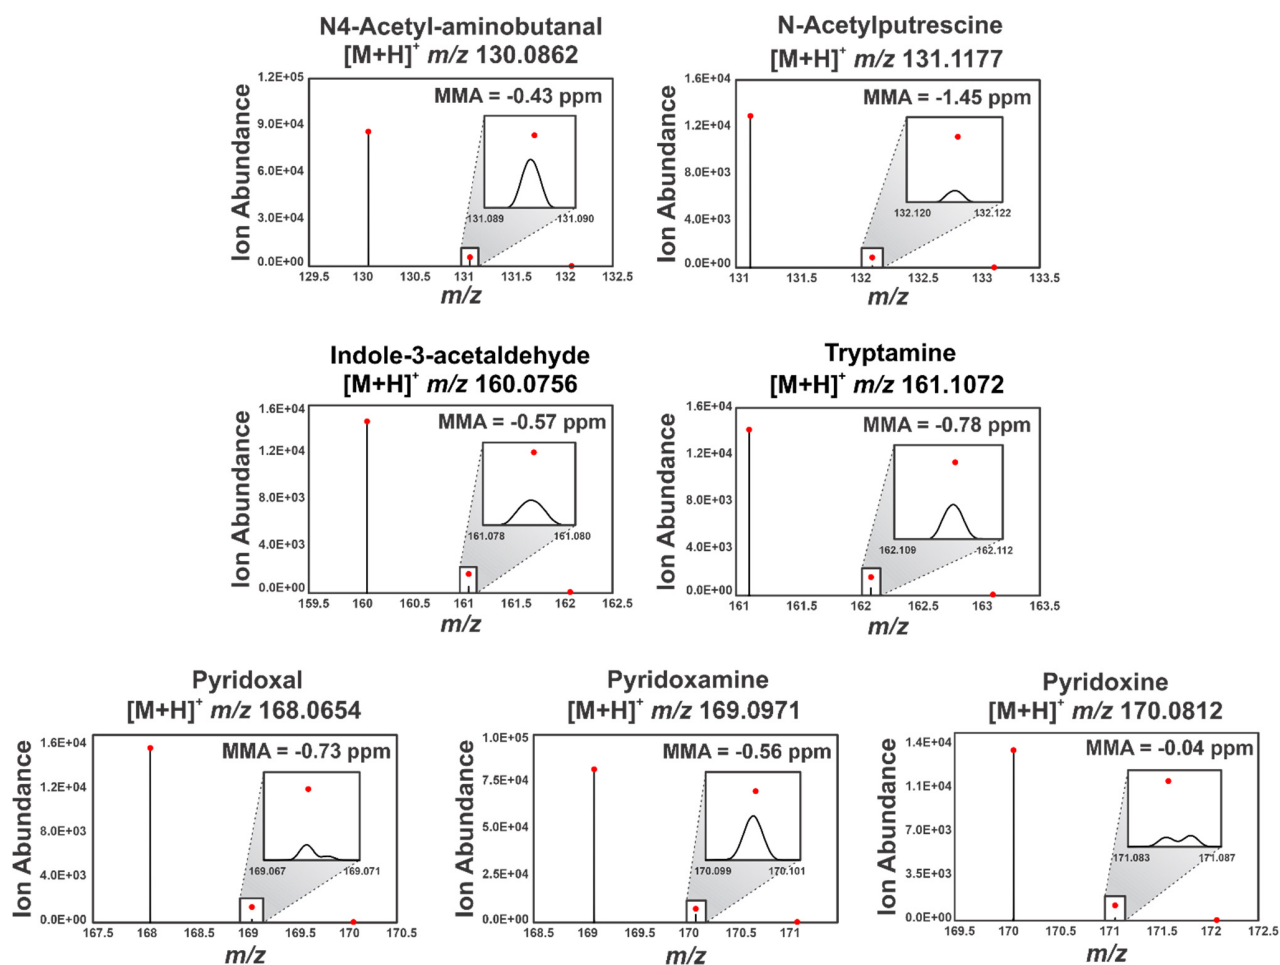 N4-Acetyl-aminobutanal
[M+H]⁺ m/z 130.0862
1.2E+05
9.0E+04
6.0E+04
3.0E+04
0.0E+00
Ion Abundance
MMA = -0.43 ppm
131.089
131.090
129.5
130
130.5
131
131.5
132
132.5
m/z
N-Acetylputrescine
[M+H]⁺ m/z 131.1177
1.6E+04
1.2E+04
8.0E+03
4.0E+03
0.0E+00
Ion Abundance
MMA = -1.45 ppm
132.120
132.122
131
131.5
132
132.5
133
133.5
m/z
Indole-3-acetaldehyde
[M+H]⁺ m/z 160.0756
1.6E+04
1.2E+04
8.0E+03
4.0E+03
0.0E+00
Ion Abundance
MMA = -0.57 ppm
161.078
161.080
159.5
160
160.5
161
161.5
162
162.5
m/z
Tryptamine
[M+H]⁺ m/z 161.1072
1.6E+04
1.2E+04
8.0E+03
4.0E+03
0.0E+00
Ion Abundance
MMA = -0.78 ppm
162.109
162.112
161
161.5
162
162.5
163
163.5
m/z
Pyridoxal
[M+H]⁺ m/z 168.0654
1.6E+04
1.2E+04
8.0E+03
4.0E+03
0.0E+00
Ion Abundance
MMA = -0.73 ppm
169.067
169.071
167.5
168
168.5
169
169.5
170
170.5
m/z
Pyridoxamine
[M+H]⁺ m/z 169.0971
1.0E+05
7.5E+04
5.0E+04
2.5E+04
0.0E+00
Ion Abundance
MMA = -0.56 ppm
170.099
170.101
168.5
169
169.5
170
170.5
171
m/z
Pyridoxine
[M+H]⁺ m/z 170.0812
1.4E+04
1.1E+04
7.0E+03
3.0E+03
0.0E+00
Ion Abundance
MMA = -0.04 ppm
171.083
171.087
169.5
170
170.5
171
171.5
172
172.5
m/z